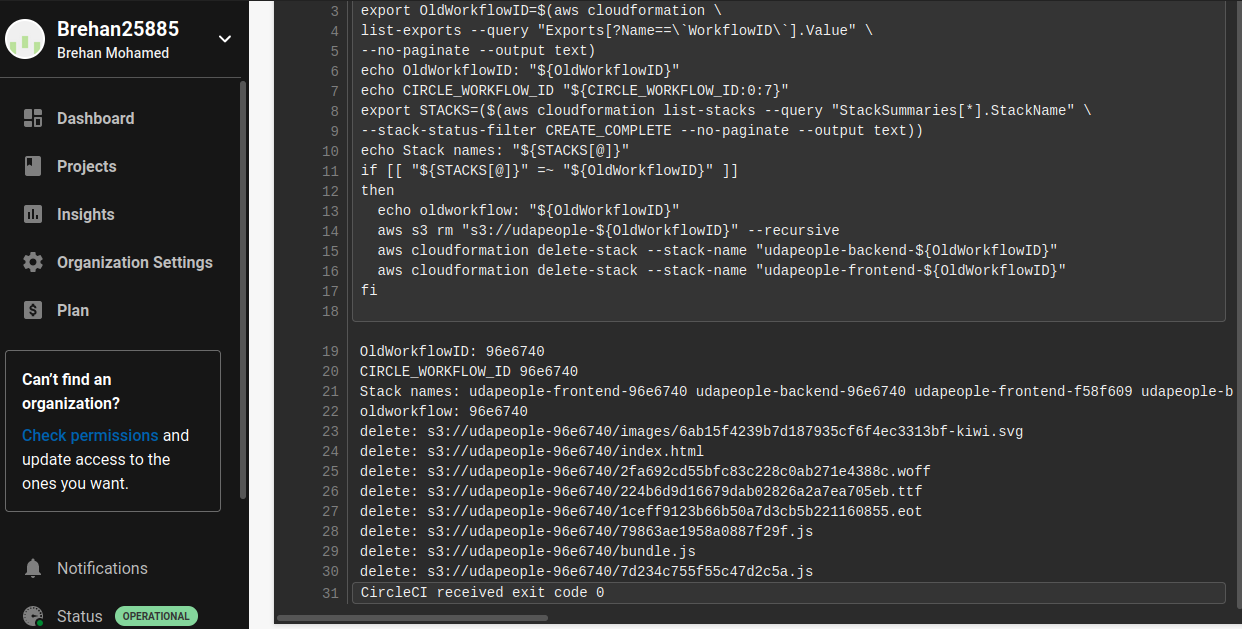 Brehan25885
Brehan Mohamed
Dashboard
Projects
Insights
Organization Settings
Plan
Can't find an
organization?
Check permissions and
update access to the
ones you want.
Notifications
Status OPERATIONAL
3 export OldWorkflowID=$(aws cloudformation \
4 list-exports --query "Exports[?Name==\`WorkflowID\`].Value" \
5 --no-paginate --output text)
6 echo OldWorkflowID: "${OldWorkflowID}"
7 echo CIRCLE_WORKFLOW_ID "${CIRCLE_WORKFLOW_ID:0:7}"
8 export STACKS=($(aws cloudformation list-stacks --query "StackSummaries[*].StackName" \
9 --stack-status-filter CREATE_COMPLETE --no-paginate --output text))
10 echo Stack names: "${STACKS[@]}"
11 if [[ "${STACKS[@]}" =~ "${OldWorkflowID}" ]]
12 then
13   echo oldworkflow: "${OldWorkflowID}"
14   aws s3 rm "s3://udapeople-${OldWorkflowID}" --recursive
15   aws cloudformation delete-stack --stack-name "udapeople-backend-${OldWorkflowID}"
16   aws cloudformation delete-stack --stack-name "udapeople-frontend-${OldWorkflowID}"
17 fi
18
19 OldWorkflowID: 96e6740
20 CIRCLE_WORKFLOW_ID 96e6740
21 Stack names: udapeople-frontend-96e6740 udapeople-backend-96e6740 udapeople-frontend-f58f609 udapeople-b
22 oldworkflow: 96e6740
23 delete: s3://udapeople-96e6740/images/6ab15f4239b7d187935cf6f4ec3313bf-kiwi.svg
24 delete: s3://udapeople-96e6740/index.html
25 delete: s3://udapeople-96e6740/2fa692cd55bfc83c228c0ab271e4388c.woff
26 delete: s3://udapeople-96e6740/224b6d9d16679dab02826a2a7ea705eb.ttf
27 delete: s3://udapeople-96e6740/1ceff9123b66b50a7d3cb5b221160855.eot
28 delete: s3://udapeople-96e6740/79863ae1958a0887f29f.js
29 delete: s3://udapeople-96e6740/bundle.js
30 delete: s3://udapeople-96e6740/7d234c755f55c47d2c5a.js
31 CircleCI received exit code 0